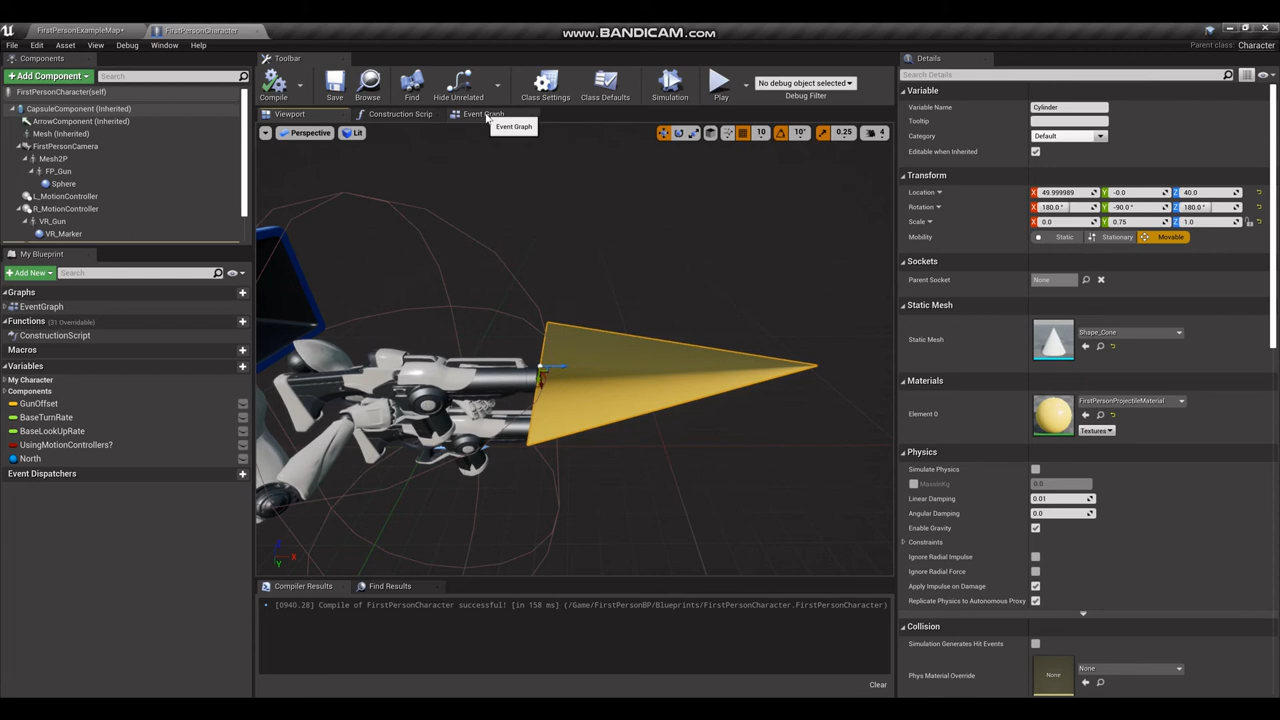 FirstPersonExampleMap*
FirstPersonCharacter
WWW.BANDICAM.COM
File Edit Asset View Debug Window Help
Parent class: Character
Components
+ Add Component
Search
FirstPersonCharacter(self)
CapsuleComponent (Inherited)
ArrowComponent (Inherited)
Mesh (Inherited)
FirstPersonCamera
Mesh2P
FP_Gun
Sphere
L_MotionController
R_MotionController
VR_Gun
VR_Marker
My Blueprint
+ Add New
Search
Graphs
EventGraph
Functions (31 Overridable)
ConstructionScript
Macros
Variables
My Character
Components
GunOffset
BaseTurnRate
BaseLookUpRate
UsingMotionControllers?
North
Event Dispatchers
Toolbar
Compile
Save
Browse
Find
Hide Unrelated
Class Settings
Class Defaults
Simulation
Play
No debug object selected
Debug Filter
Viewport
Construction Scrip
Event Graph
Event Graph
Perspective
Lit
10
10°
0.25
4
Z
X
Y
Compiler Results
Find Results
[0940.28] Compile of FirstPersonCharacter successful! [in 158 ms] (/Game/FirstPersonBP/Blueprints/FirstPersonCharacter.FirstPersonCharacter)
Clear
Details
Search Details
Variable
Variable Name
Cylinder
Tooltip
Category
Default
Editable when Inherited
Transform
Location
X 49.999989
Y -0.0
Z 40.0
Rotation
X 180.0 °
Y -90.0 °
Z 180.0 °
Scale
X 0.0
Y 0.75
Z 1.0
Mobility
Static
Stationary
Movable
Sockets
Parent Socket
None
Static Mesh
Static Mesh
Shape_Cone
Materials
Element 0
FirstPersonProjectileMaterial
Textures
Physics
Simulate Physics
MassInKg
0.0
Linear Damping
0.01
Angular Damping
0.0
Enable Gravity
Constraints
Ignore Radial Impulse
Ignore Radial Force
Apply Impulse on Damage
Replicate Physics to Autonomous Proxy
Collision
Simulation Generates Hit Events
Phys Material Override
None
None